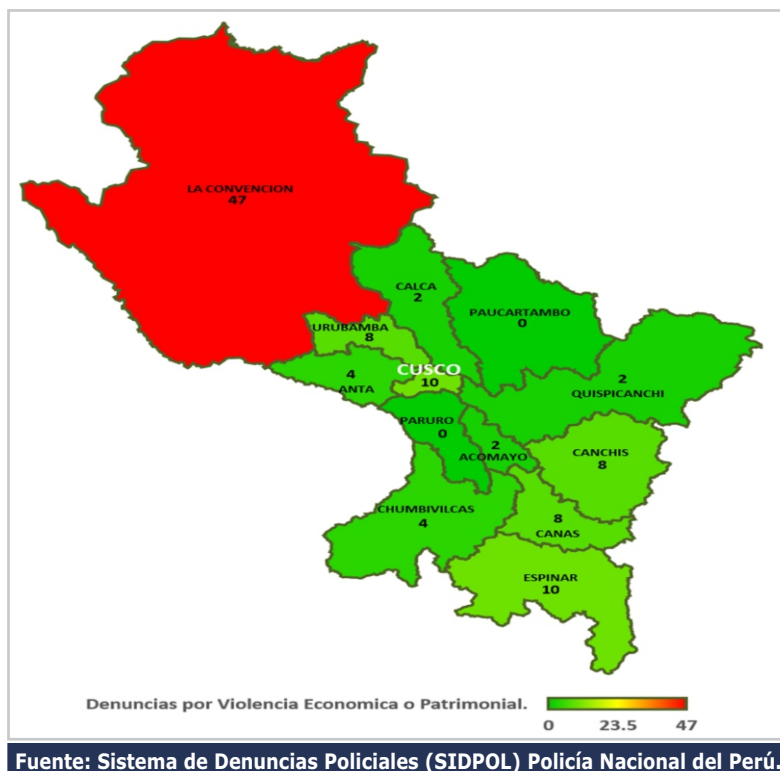 LA CONVENCION
47
CALCA
2
PAUCARTAMBO
0
URUBAMBA
8
CUSCO
10
4
ANTA
2
QUISPICANCHI
PARURO
0
2
ACOMAYO
CANCHIS
8
CHUMBIVILCAS
4
8
CANAS
ESPINAR
10
Denuncias por Violencia Economica o Patrimonial.
0 23.5 47
Fuente: Sistema de Denuncias Policiales (SIDPOL) Policía Nacional del Perú.